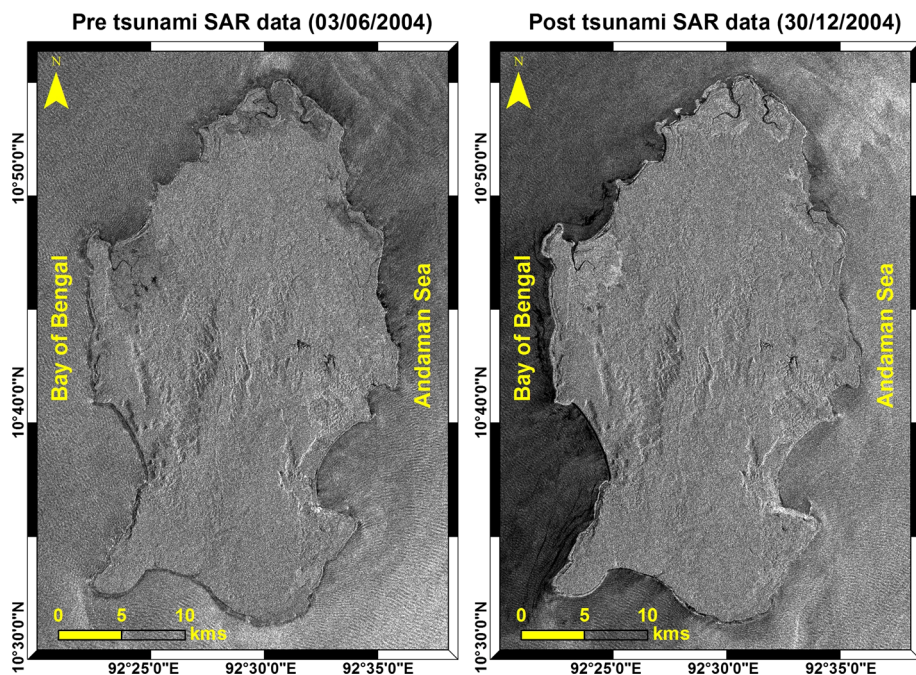 Pre tsunami SAR data (03/06/2004)
N
10°50'0"N
10°40'0"N
10°30'0"N
Bay of Bengal
Andaman Sea
0 5 10
kms
92°25'0"E 92°30'0"E 92°35'0"E
Post tsunami SAR data (30/12/2004)
N
10°50'0"N
10°40'0"N
10°30'0"N
Bay of Bengal
Andaman Sea
0 5 10
kms
92°25'0"E 92°30'0"E 92°35'0"E